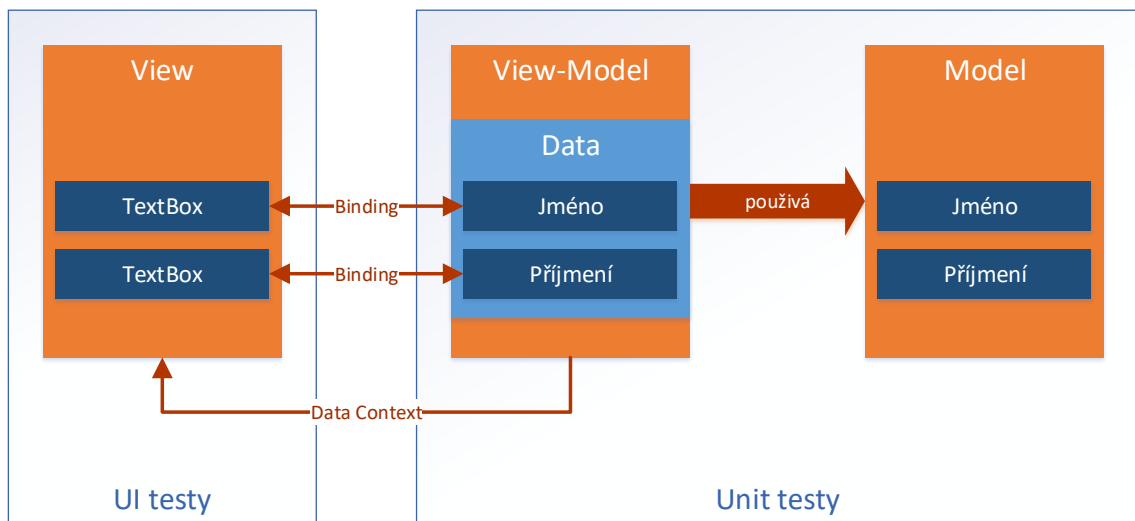 View
View-Model
Model
Data
TextBox
Binding
Jméno
používá
Jméno
TextBox
Binding
Příjmení
Příjmení
Data Context
UI testy
Unit testy